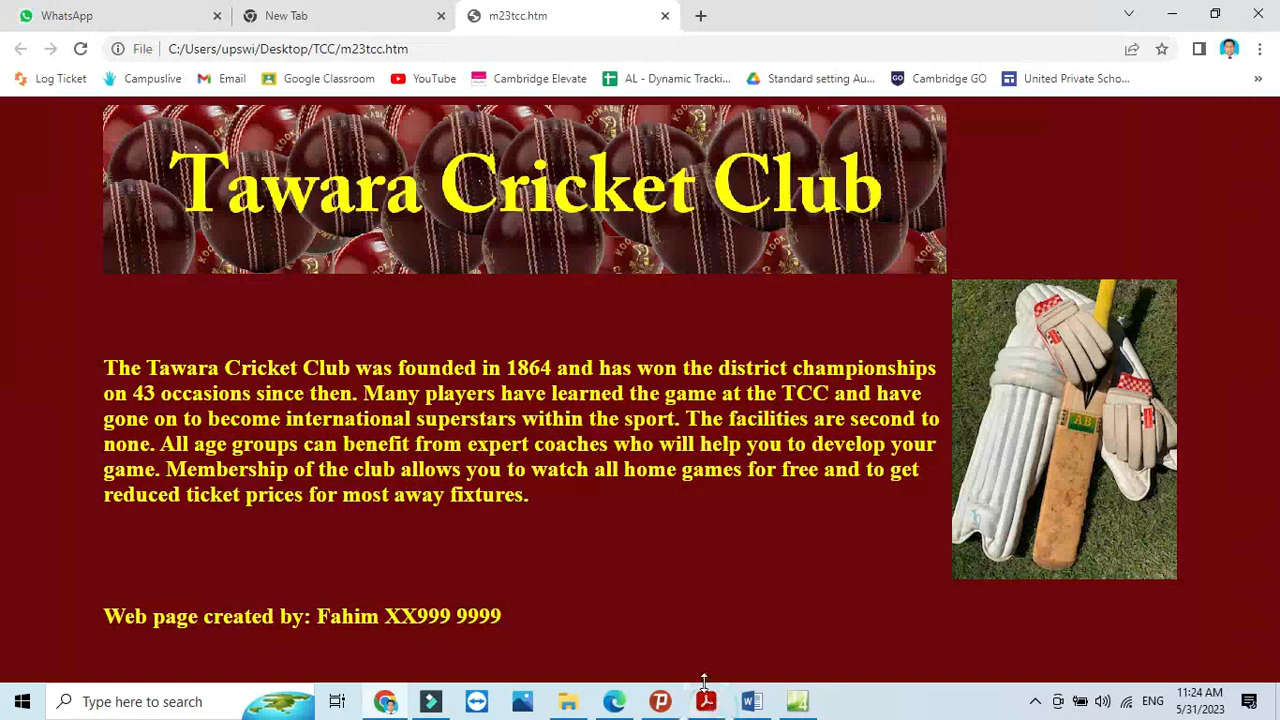 WhatsApp
New Tab
m23tcc.htm
File C:/Users/upswi/Desktop/TCC/m23tcc.htm
Log Ticket Campuslive Email Google Classroom YouTube Cambridge Elevate AL - Dynamic Tracki... Standard setting Au... Cambridge GO United Private Scho...
Tawara Cricket Club
The Tawara Cricket Club was founded in 1864 and has won the district championships
on 43 occasions since then. Many players have learned the game at the TCC and have
gone on to become international superstars within the sport. The facilities are second to
none. All age groups can benefit from expert coaches who will help you to develop your
game. Membership of the club allows you to watch all home games for free and to get
reduced ticket prices for most away fixtures.
AB
Web page created by: Fahim XX999 9999
Type here to search
ENG
11:24 AM
5/31/2023